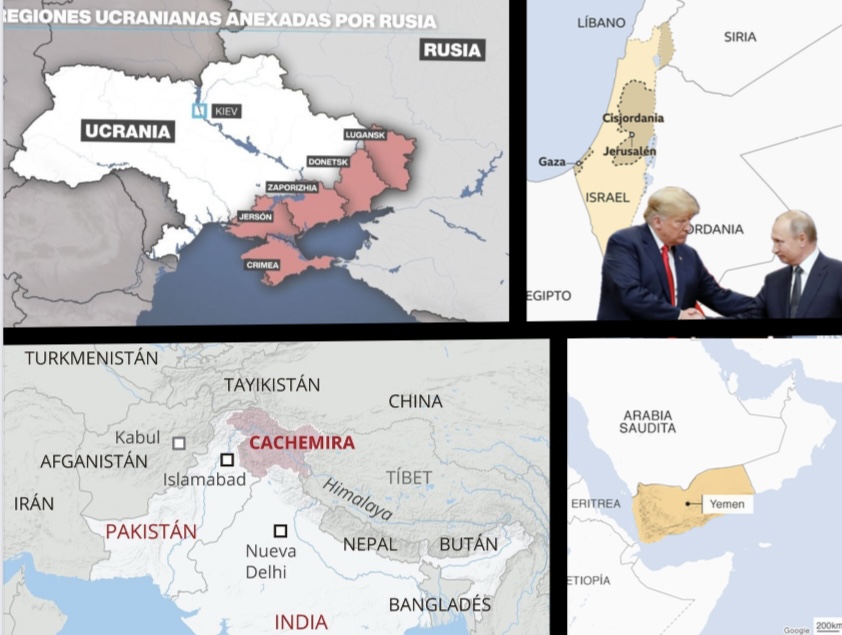 REGIONES UCRANIANAS ANEXADAS POR RUSIA
RUSIA
KIEV
UCRANIA
LUGANSK
DONETSK
ZAPORIZHIA
JERSÓN
CRIMEA
LÍBANO
SIRIA
Cisjordania
Jerusalén
Gaza
ISRAEL
ORDANIA
EGIPTO
TURKMENISTÁN
TAYIKISTÁN
CHINA
Kabul
CACHEMIRA
AFGANISTÁN
Islamabad
TÍBET
IRÁN
Himalaya
PAKISTÁN
Nueva
Delhi
NEPAL
BUTÁN
BANGLADÉS
INDIA
ARABIA
SAUDITA
ERITREA
Yemen
ETIOPÍA
Google
200km